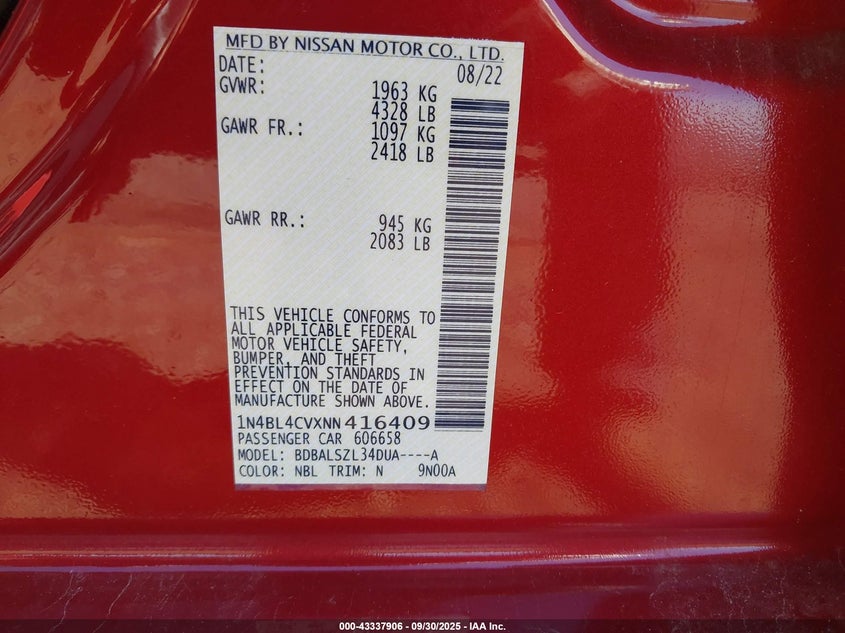 MFD BY NISSAN MOTOR CO., LTD.
DATE: 08/22
GVWR: 1963 KG
4328 LB
GAWR FR.: 1097 KG
2418 LB
GAWR RR.: 945 KG
2083 LB
THIS VEHICLE CONFORMS TO
ALL APPLICABLE FEDERAL
MOTOR VEHICLE SAFETY,
BUMPER, AND THEFT
PREVENTION STANDARDS IN
EFFECT ON THE DATE OF
MANUFACTURE SHOWN ABOVE.
1N4BL4CVXNN416409
PASSENGER CAR 606658
MODEL: BDBALSZL34DUA----A
COLOR: NBL TRIM: N 9N00A
000-43337906 - 09/30/2025 - IAA Inc.